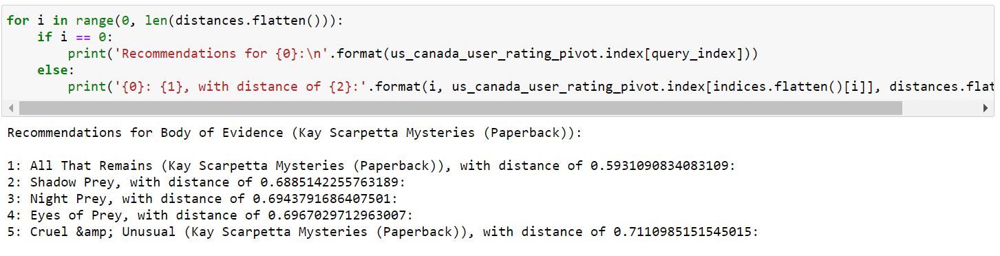 for i in range(0, len(distances.flatten())):
    if i == 0:
        print('Recommendations for {0}:\n'.format(us_canada_user_rating_pivot.index[query_index]))
    else:
        print('{0}: {1}, with distance of {2}:'.format(i, us_canada_user_rating_pivot.index[indices.flatten()[i]], distances.flat
Recommendations for Body of Evidence (Kay Scarpetta Mysteries (Paperback)):
1: All That Remains (Kay Scarpetta Mysteries (Paperback)), with distance of 0.5931090834083109:
2: Shadow Prey, with distance of 0.6885142255763189:
3: Night Prey, with distance of 0.6943791686407501:
4: Eyes of Prey, with distance of 0.6967029712963007:
5: Cruel &amp; Unusual (Kay Scarpetta Mysteries (Paperback)), with distance of 0.7110985151545015: